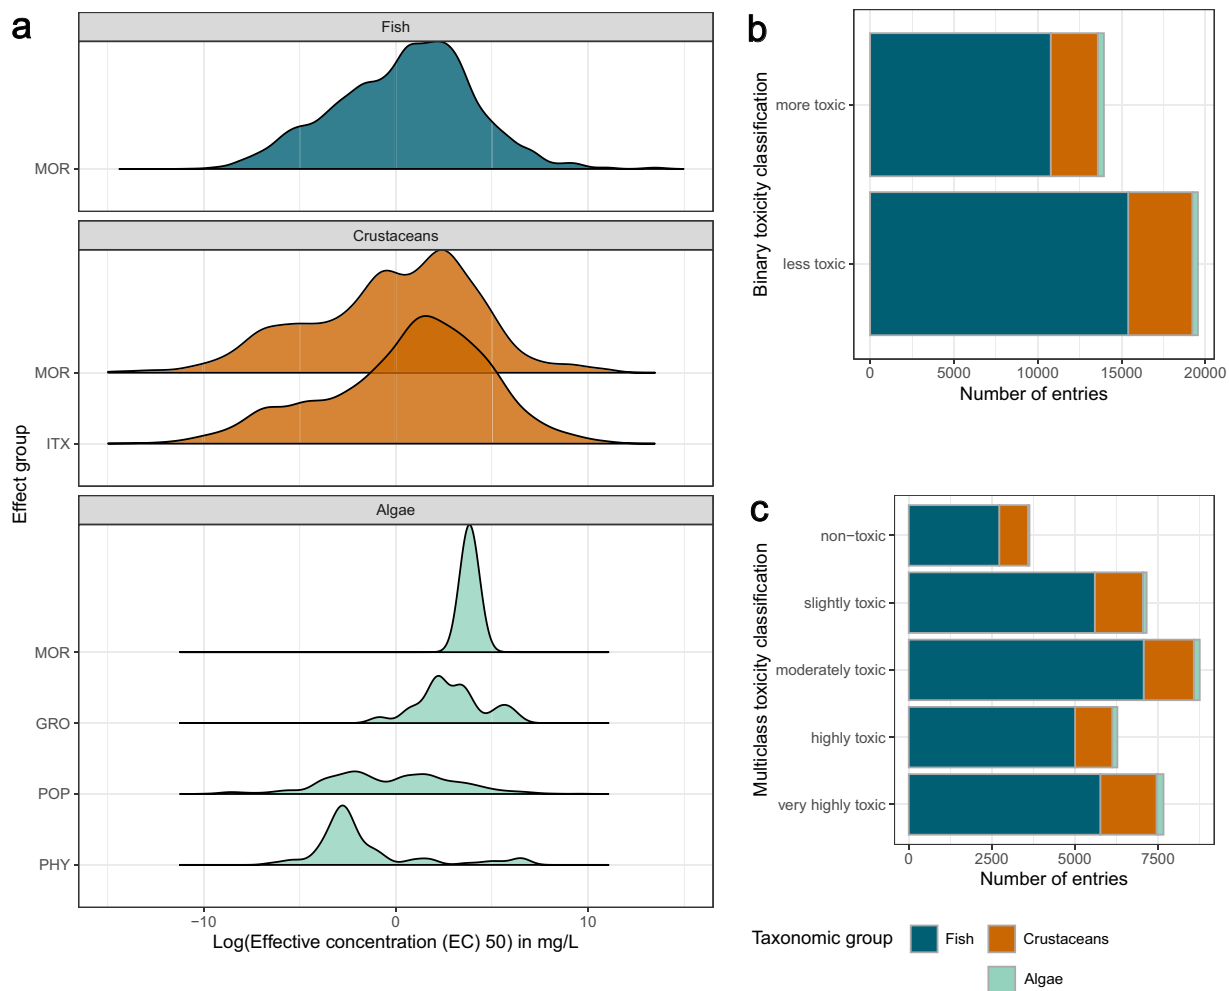 a
Fish
MOR
Crustaceans
MOR
ITX
Algae
MOR
GRO
POP
PHY
−10 0 10
Log(Effective concentration (EC) 50) in mg/L
Effect group
b
more toxic
less toxic
0 5000 10000 15000 20000
Number of entries
Binary toxicity classification
c
non−toxic
slightly toxic
moderately toxic
highly toxic
very highly toxic
0 2500 5000 7500
Number of entries
Multiclass toxicity classification
Taxonomic group Fish Crustaceans
Algae